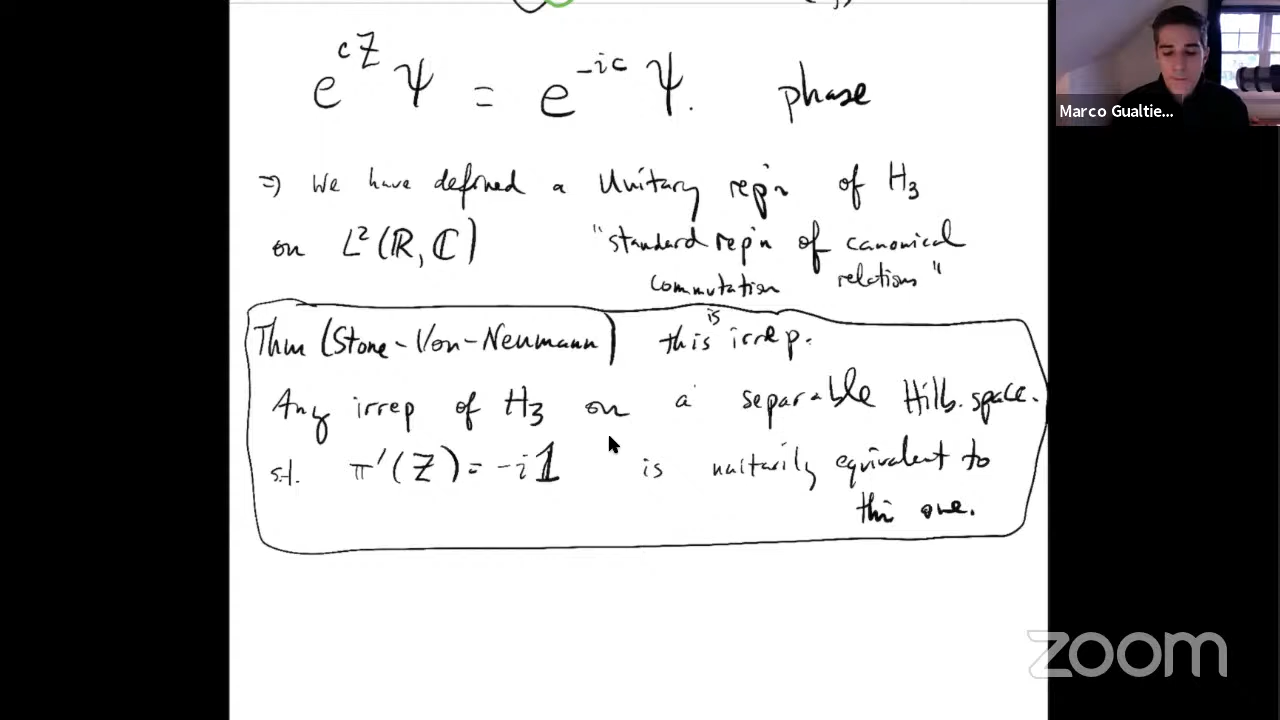 e^{cZ} Ψ = e^{-ic} Ψ. phase
Marco Gualtie...
⇒ We have defined a Unitary rep'n of H₃
on L²(ℝ, ℂ) "standard rep'n of canonical
commutation relations"
Thm (Stone-Von-Neumann) this is irrep.
Any irrep of H₃ on a separable Hilb. space.
s.t. π'(Z) = -i𝟙 is unitarily equivalent to
this one.
zoom